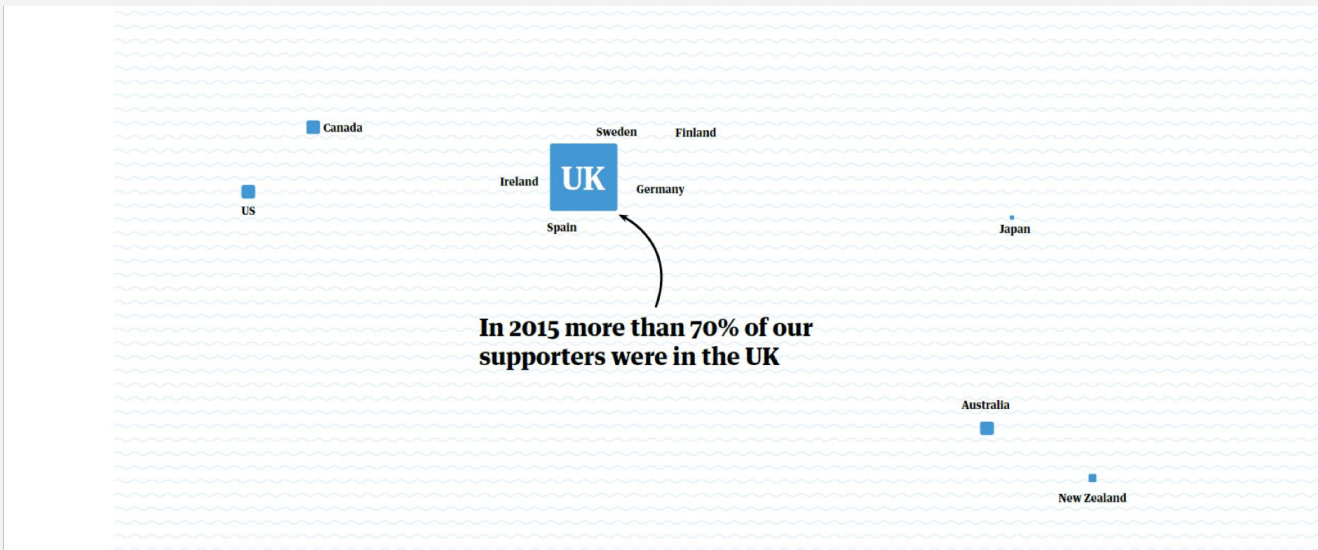 Canada
Sweden
Finland
UK
Ireland
Germany
US
Spain
Japan
In 2015 more than 70% of our
supporters were in the UK
Australia
New Zealand